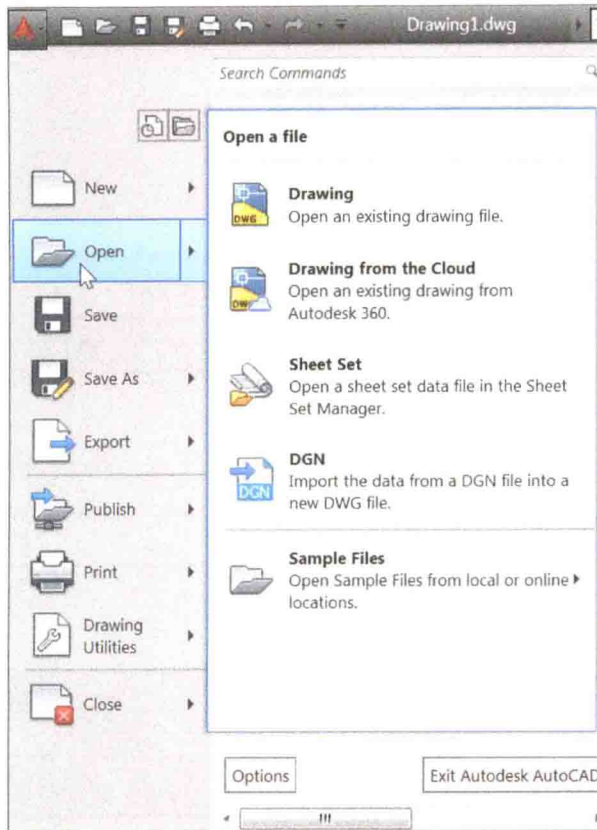 Drawing1.dwg
Search Commands
Open a file
New
Open
Save
Save As
Export
Publish
Print
Drawing
Utilities
Close
Drawing
Open an existing drawing file.
DWG
Drawing from the Cloud
Open an existing drawing from
Autodesk 360.
DW
Sheet Set
Open a sheet set data file in the Sheet
Set Manager.
DGN
Import the data from a DGN file into a
new DWG file.
DGN
Sample Files
Open Sample Files from local or online
locations.
Options
Exit Autodesk AutoCAD